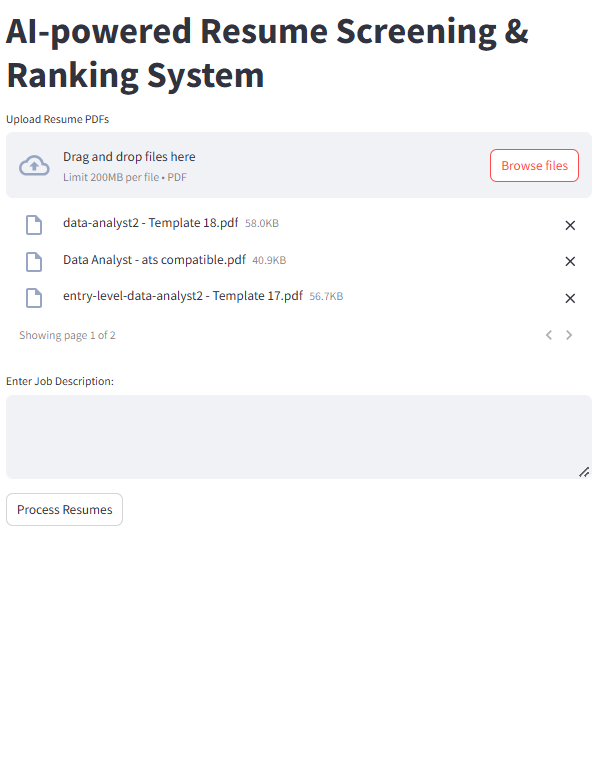 AI-powered Resume Screening &
Ranking System
Upload Resume PDFs
Drag and drop files here
Limit 200MB per file • PDF
Browse files
data-analyst2 - Template 18.pdf 58.0KB
Data Analyst - ats compatible.pdf 40.9KB
entry-level-data-analyst2 - Template 17.pdf 56.7KB
Showing page 1 of 2
Enter Job Description:
Process Resumes